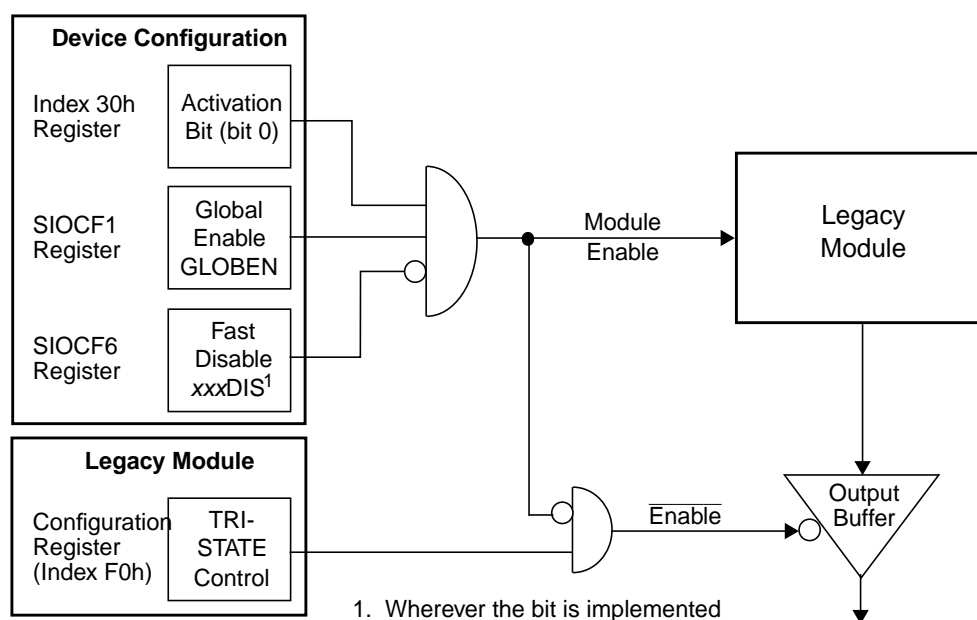 Device Configuration
Index 30h
Register
Activation
Bit (bit 0)
SIOCF1
Register
Global
Enable
GLOBEN
SIOCF6
Register
Fast
Disable
xxxDIS1
Module
Enable
Legacy
Module
Legacy Module
Configuration
Register
(Index F0h)
TRI-
STATE
Control
Enable
Output
Buffer
1. Wherever the bit is implemented